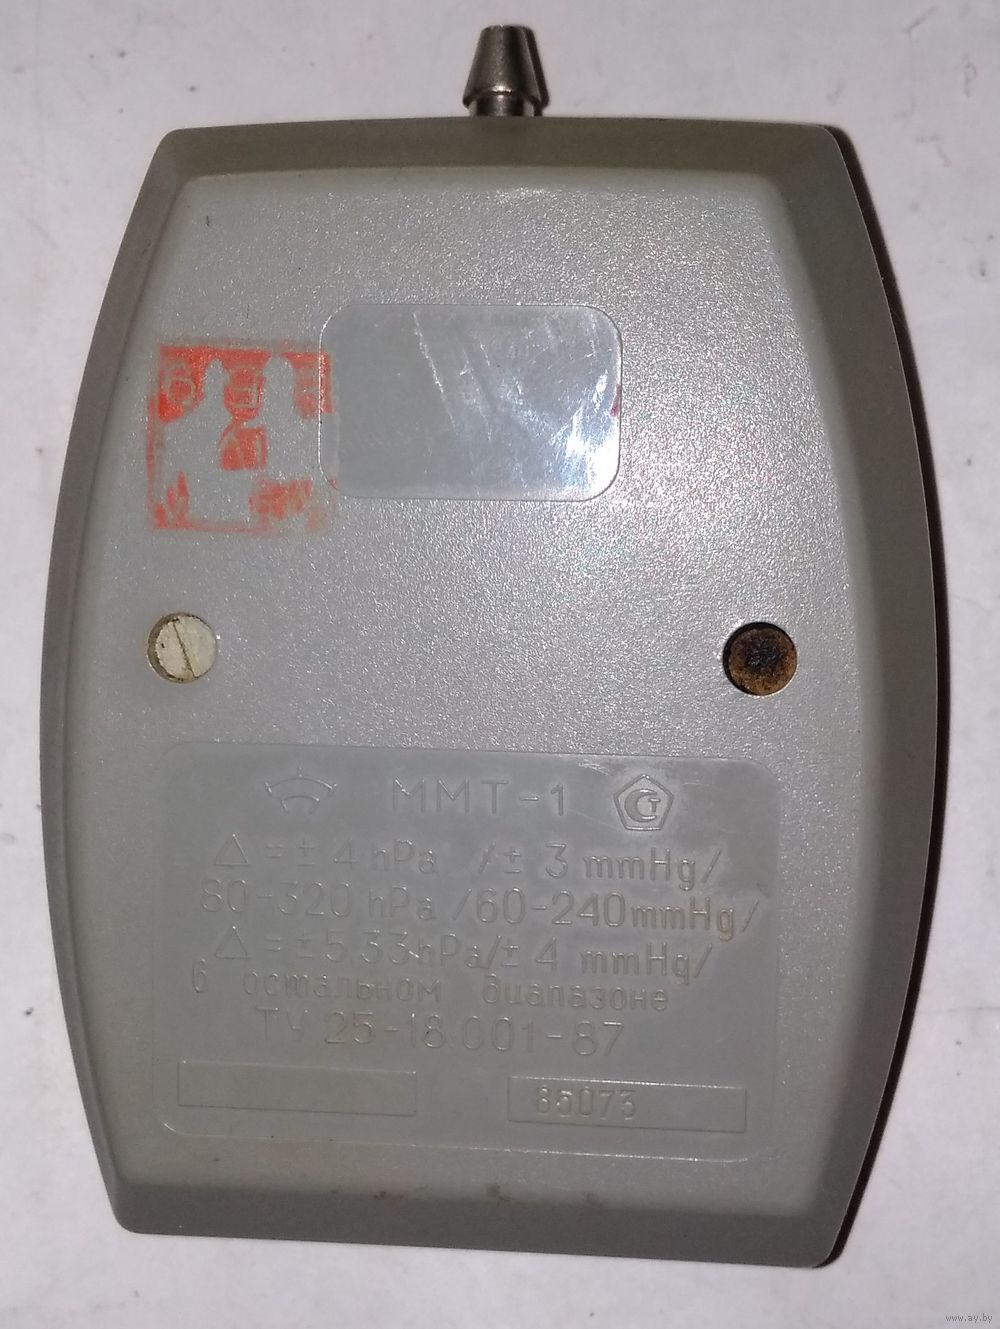 ММТ-1
Δ = ± 4 hPa /± 3 mmHg/
80-320 hPa /60-240mmHg/
Δ = ± 5.33hPa/± 4 mmHg/
в остальном диапазоне
ТУ 25-18.001-87
85073
www.ay.by